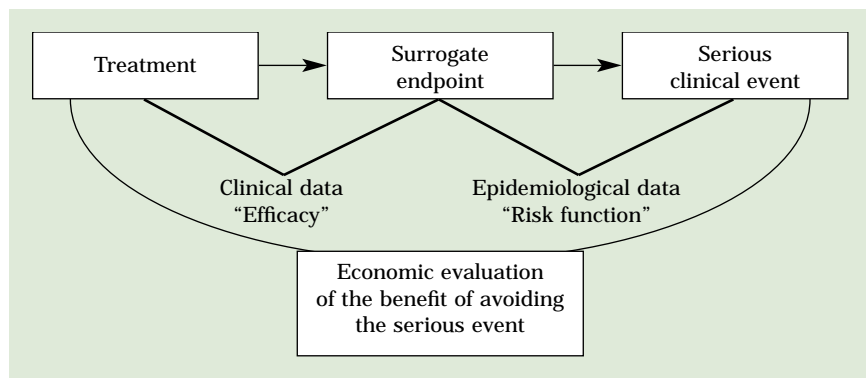 Treatment
Surrogate
endpoint
Serious
clinical event
Clinical data
“Efficacy”
Epidemiological data
“Risk function”
Economic evaluation
of the benefit of avoiding
the serious event